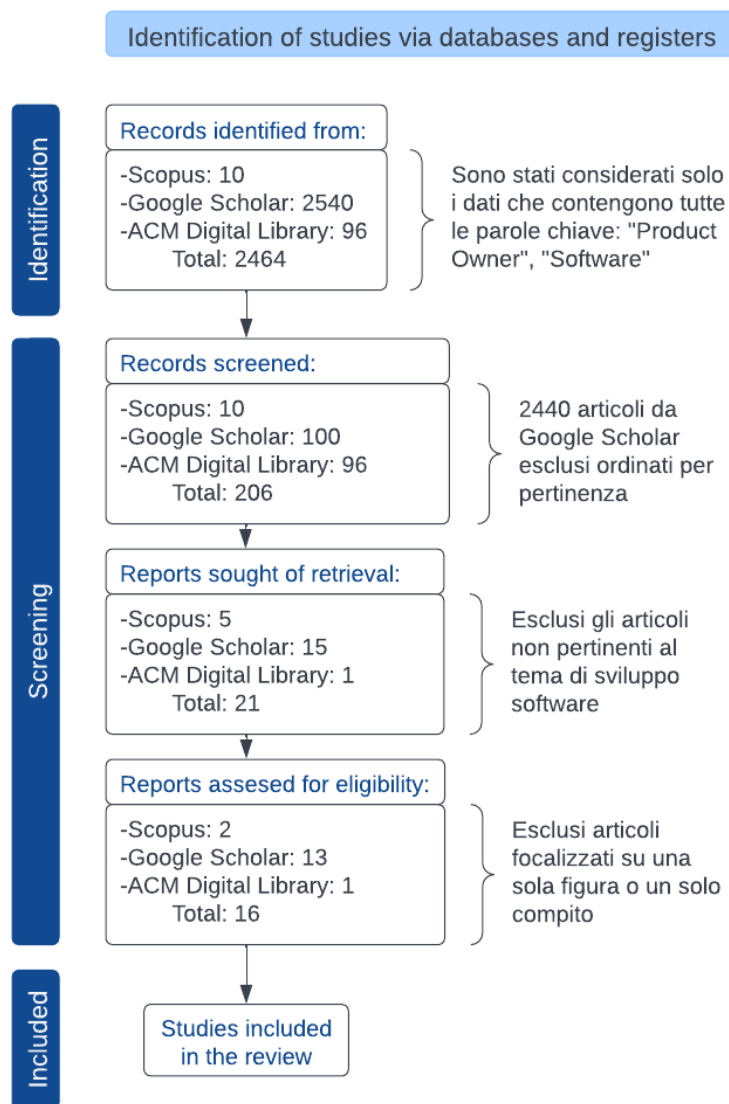 Identification of studies via databases and registers
Identification
Records identified from:
-Scopus: 10
-Google Scholar: 2540
-ACM Digital Library: 96
Total: 2464
Sono stati considerati solo
i dati che contengono tutte
le parole chiave: "Product
Owner", "Software"
Screening
Records screened:
-Scopus: 10
-Google Scholar: 100
-ACM Digital Library: 96
Total: 206
2440 articoli da
Google Scholar
esclusi ordinati per
pertinenza
Reports sought of retrieval:
-Scopus: 5
-Google Scholar: 15
-ACM Digital Library: 1
Total: 21
Esclusi gli articoli
non pertinenti al
tema di sviluppo
software
Reports assesed for eligibility:
-Scopus: 2
-Google Scholar: 13
-ACM Digital Library: 1
Total: 16
Esclusi articoli
focalizzati su una
sola figura o un solo
compito
Included
Studies included
in the review